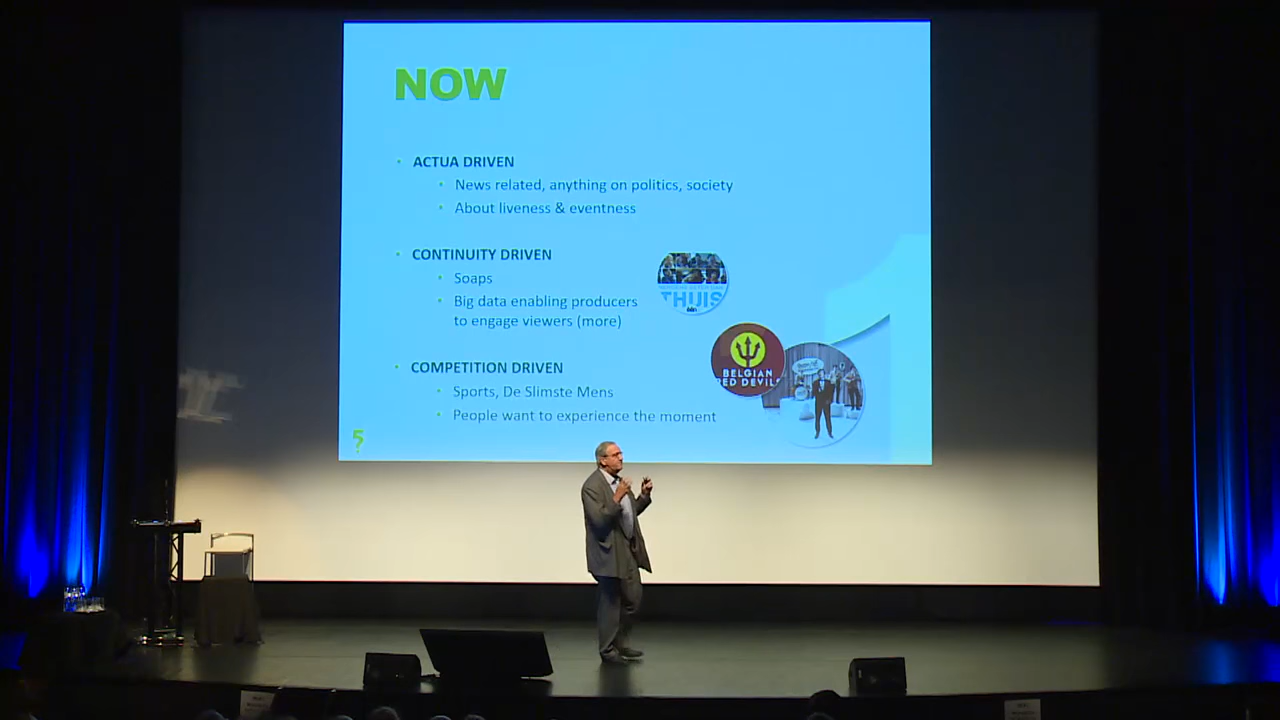 NOW
ACTUA DRIVEN
News related, anything on politics, society
About liveness & eventness
CONTINUITY DRIVEN
Soaps
Big data enabling producers
to engage viewers (more)
THUIS
één
COMPETITION DRIVEN
Sports, De Slimste Mens
People want to experience the moment
BELGIAN
RED DEVILS